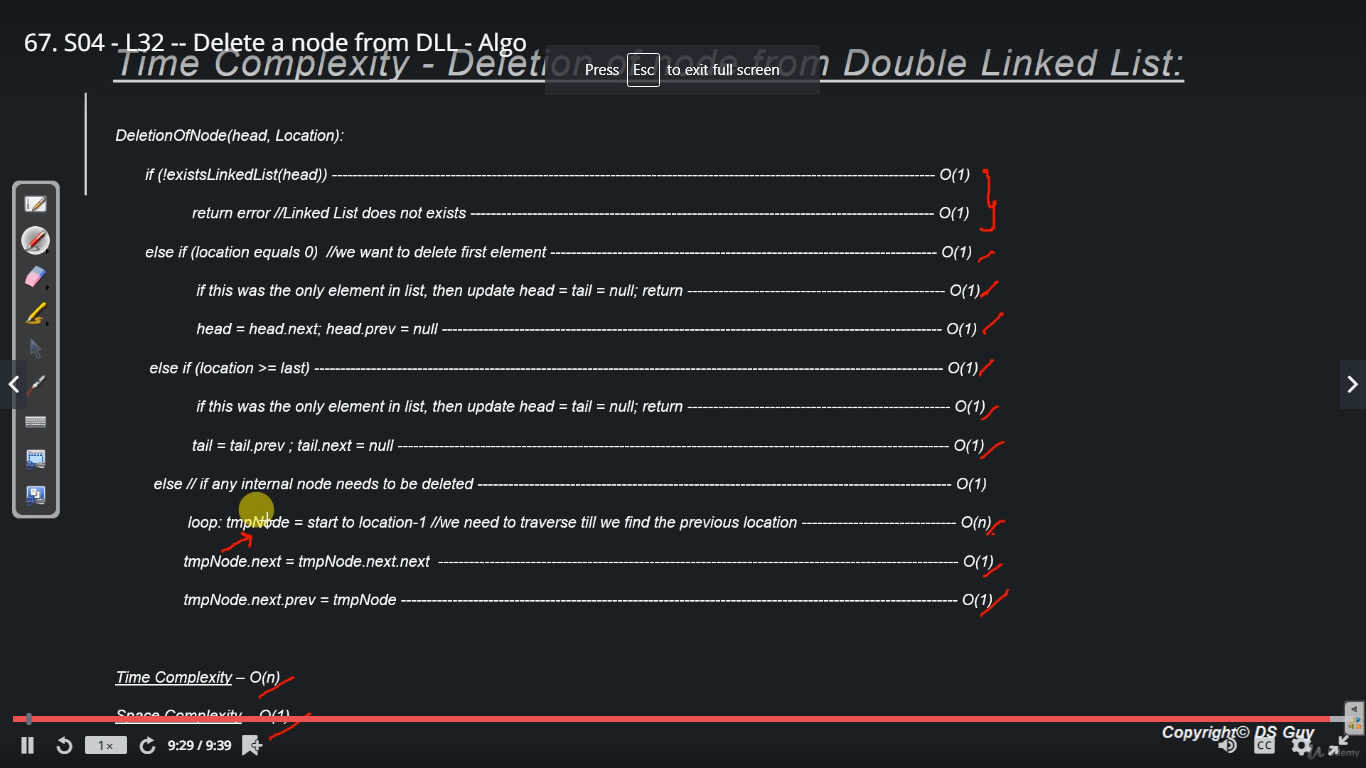 67. S04 - L32 -- Delete a node from DLL - Algo
Time Complexity - Deletion of node from Double Linked List:
Press Esc to exit full screen
DeletionOfNode(head, Location):
if (!existsLinkedList(head)) ---- O(1)
return error //Linked List does not exists ---- O(1)
else if (location equals 0) //we want to delete first element ---- O(1)
if this was the only element in list, then update head = tail = null; return ---- O(1)
head = head.next; head.prev = null ---- O(1)
else if (location >= last) ---- O(1)
if this was the only element in list, then update head = tail = null; return ---- O(1)
tail = tail.prev ; tail.next = null ---- O(1)
else // if any internal node needs to be deleted ---- O(1)
loop: tmpNode = start to location-1 //we need to traverse till we find the previous location ---- O(n)
tmpNode.next = tmpNode.next.next ---- O(1)
tmpNode.next.prev = tmpNode ---- O(1)
Time Complexity – O(n)
Space Complexity – O(1)
Copyright© DS Guy
1× 9:29 / 9:39 CC